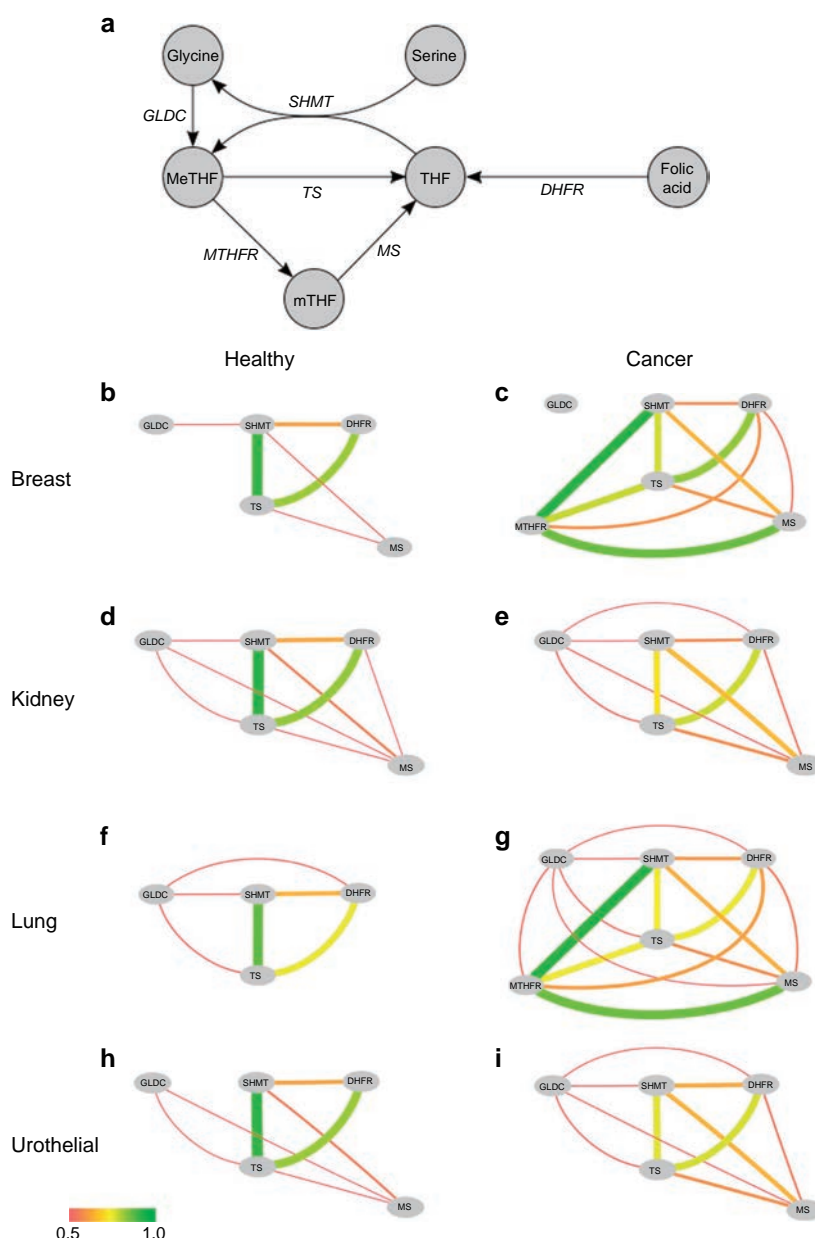 a
Glycine
Serine
GLDC
SHMT
MeTHF
TS
THF
DHFR
Folic
acid
MTHFR
MS
mTHF
Healthy
Cancer
Breast
b
GLDC
SHMT
DHFR
TS
MS
c
GLDC
SHMT
DHFR
TS
MTHFR
MS
Kidney
d
GLDC
SHMT
DHFR
TS
MS
e
GLDC
SHMT
DHFR
TS
MS
Lung
f
GLDC
SHMT
DHFR
TS
g
GLDC
SHMT
DHFR
TS
MTHFR
MS
Urothelial
h
GLDC
SHMT
DHFR
TS
MS
i
GLDC
SHMT
DHFR
TS
MS
0.5
1.0